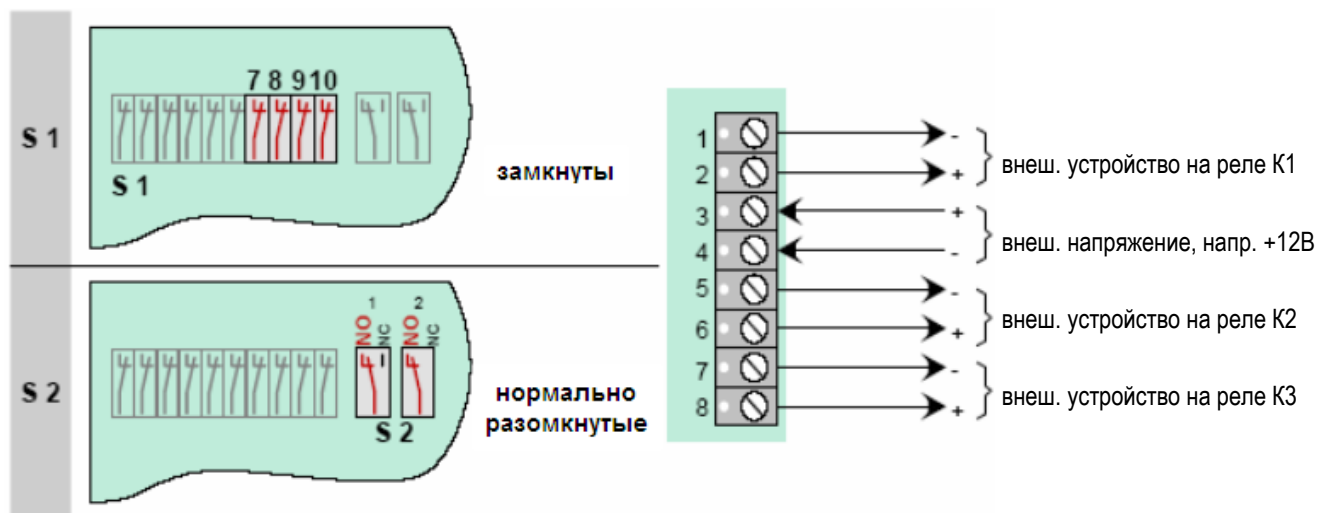 S 1
7 8 9 10
S 1
замкнуты
S 2
NO 1 NC
NO 2 NC
S 2
нормально
разомкнутые
1 -
2 +
внеш. устройство на реле К1
3 +
4 -
внеш. напряжение, напр. +12В
5 -
6 +
внеш. устройство на реле К2
7 -
8 +
внеш. устройство на реле К3